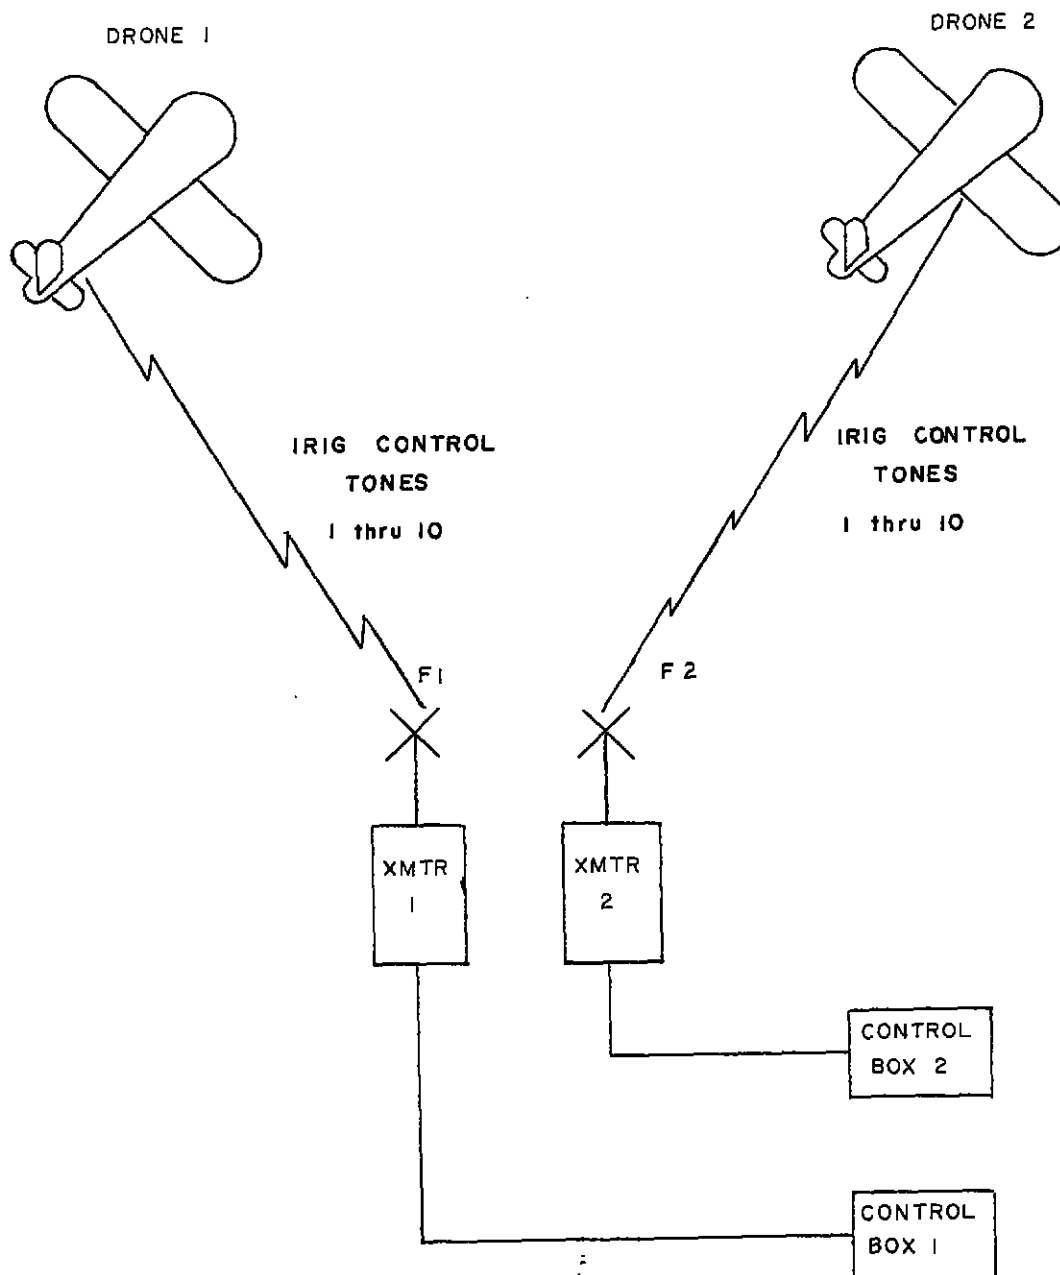 DRONE 1
DRONE 2
IRIG CONTROL
TONES
1 thru 10
IRIG CONTROL
TONES
1 thru 10
F1
F2
XMTR
1
XMTR
2
CONTROL
BOX 2
CONTROL
BOX 1